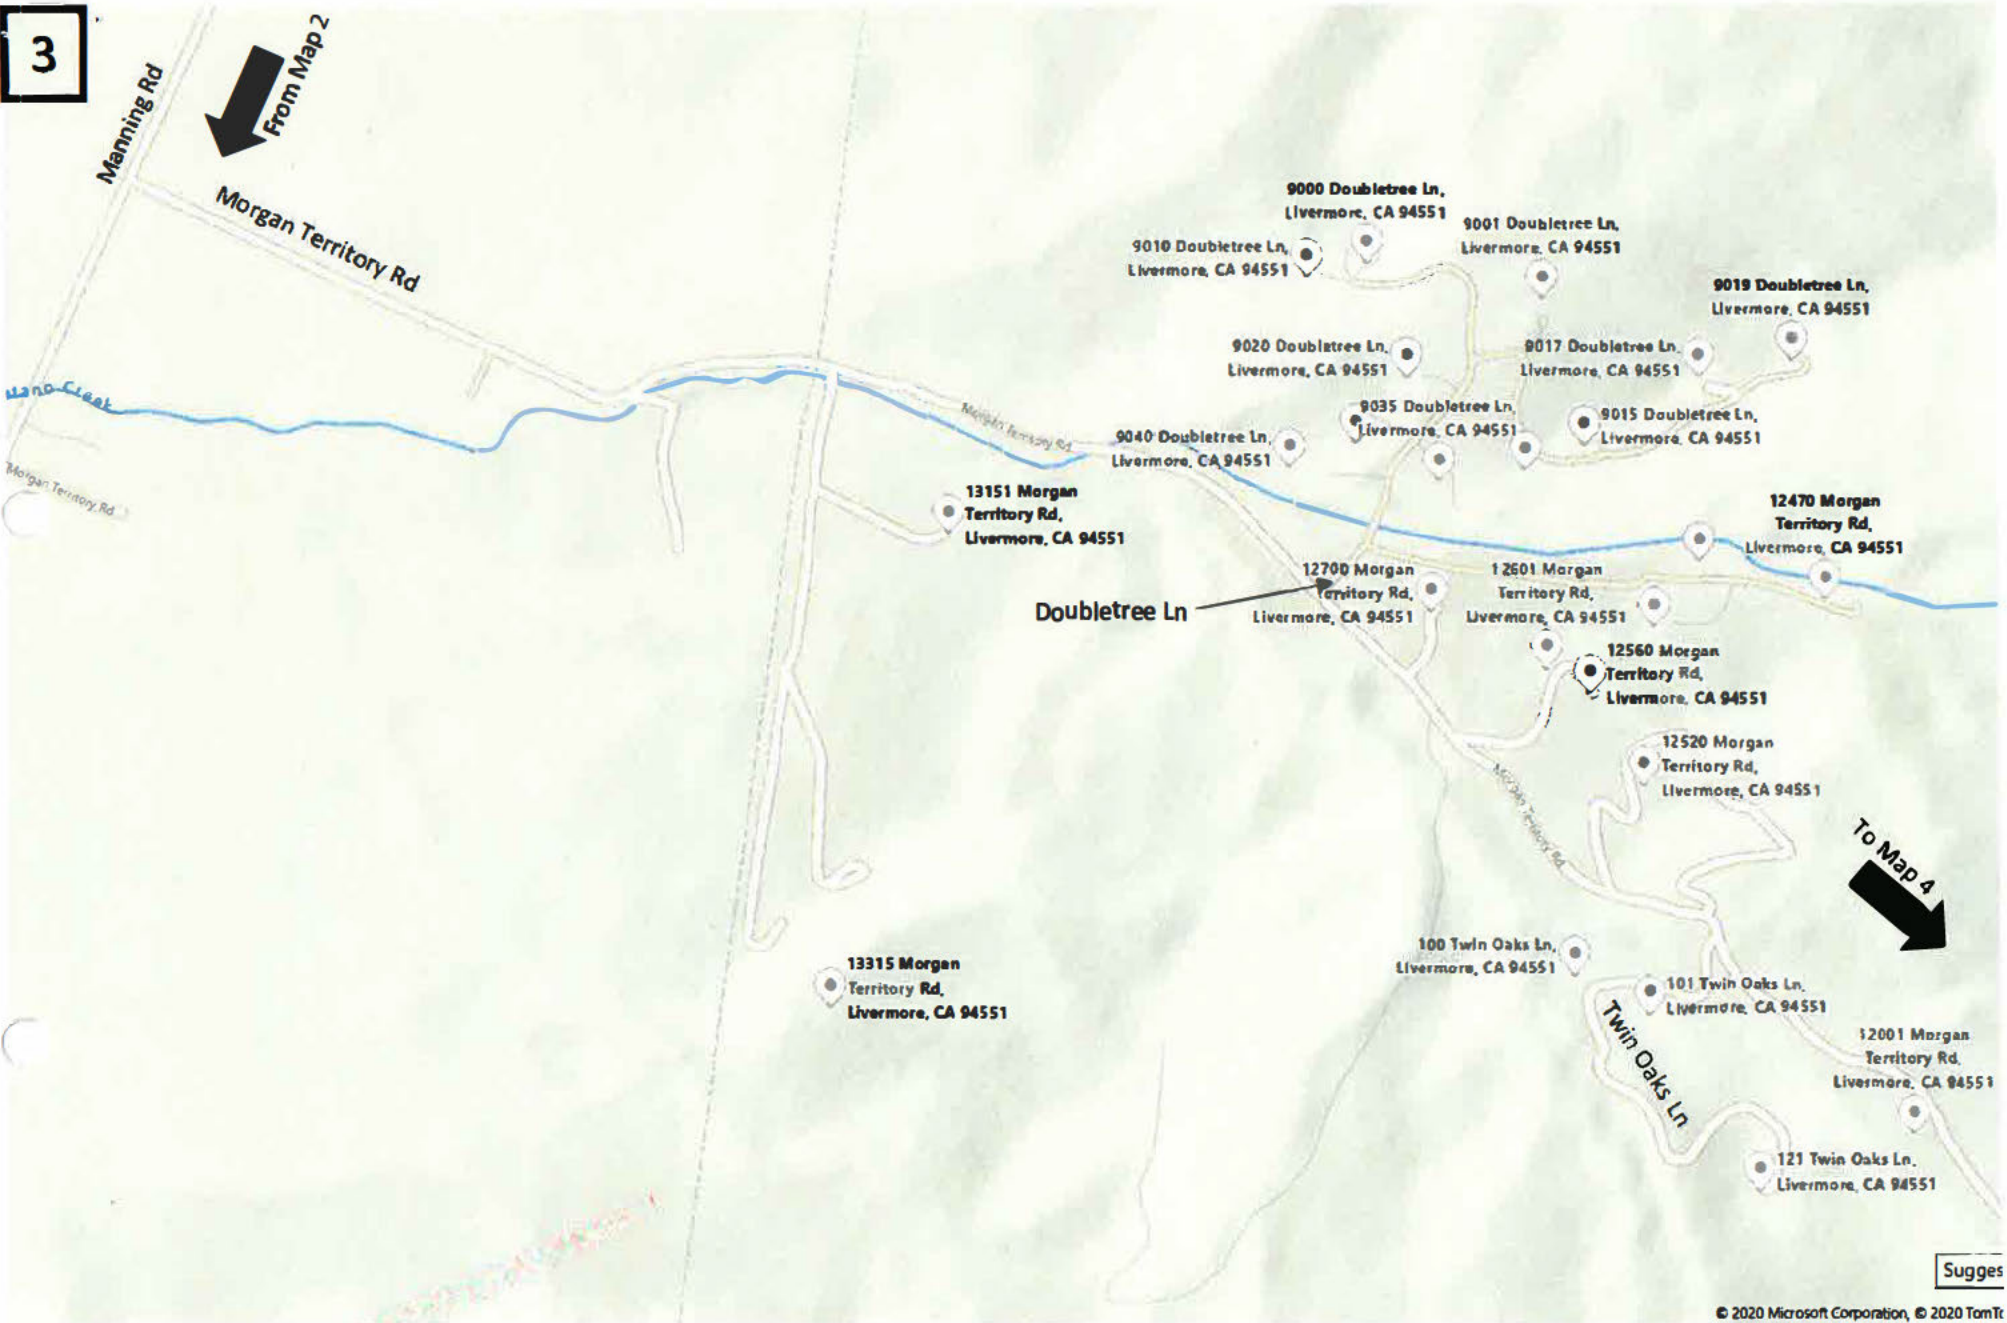 3
From Map 2
Manning Rd
Morgan Territory Rd
9000 Doubletree Ln,
Livermore, CA 94551
9001 Doubletree Ln,
Livermore, CA 94551
9010 Doubletree Ln,
Livermore, CA 94551
9019 Doubletree Ln,
Livermore, CA 94551
9020 Doubletree Ln,
Livermore, CA 94551
9017 Doubletree Ln,
Livermore, CA 94551
Creek
Morgan Territory Rd
9035 Doubletree Ln,
Livermore, CA 94551
9015 Doubletree Ln,
Livermore, CA 94551
9040 Doubletree Ln,
Livermore, CA 94551
Morgan Territory Rd
13151 Morgan
Territory Rd,
Livermore, CA 94551
12470 Morgan
Territory Rd,
Livermore, CA 94551
12700 Morgan
Territory Rd,
Livermore, CA 94551
12601 Morgan
Territory Rd,
Livermore, CA 94551
Doubletree Ln
12560 Morgan
Territory Rd,
Livermore, CA 94551
12520 Morgan
Territory Rd,
Livermore, CA 94551
Morgan Territory Rd
To Map 4
100 Twin Oaks Ln,
Livermore, CA 94551
13315 Morgan
Territory Rd,
Livermore, CA 94551
101 Twin Oaks Ln,
Livermore, CA 94551
Twin Oaks Ln
12001 Morgan
Territory Rd,
Livermore, CA 94551
121 Twin Oaks Ln,
Livermore, CA 94551
Sugges
© 2020 Microsoft Corporation, © 2020 TomTo